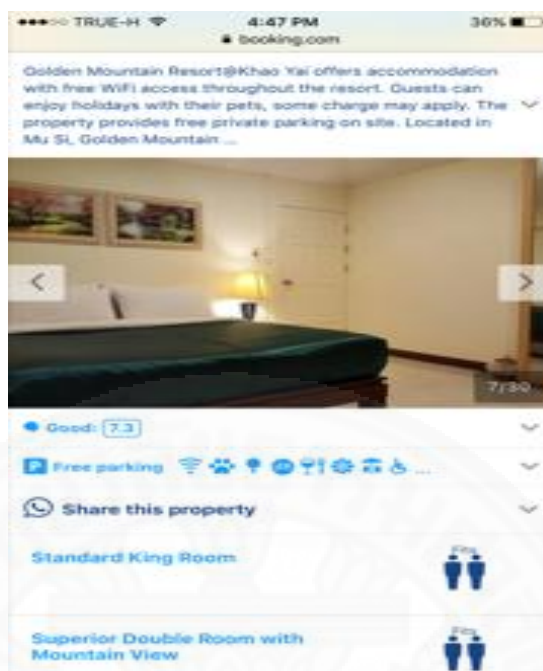 TRUE-H 4:47 PM 36%
booking.com
Golden Mountain Resort@Khao Yai offers accommodation
with free WiFi access throughout the resort. Guests can
enjoy holidays with their pets, some charge may apply. The
property provides free private parking on site. Located in
Mu Si, Golden Mountain ...
7/30
Good: 7.3
P Free parking ...
Share this property
Standard King Room
Fits
Superior Double Room with
Mountain View
Fits